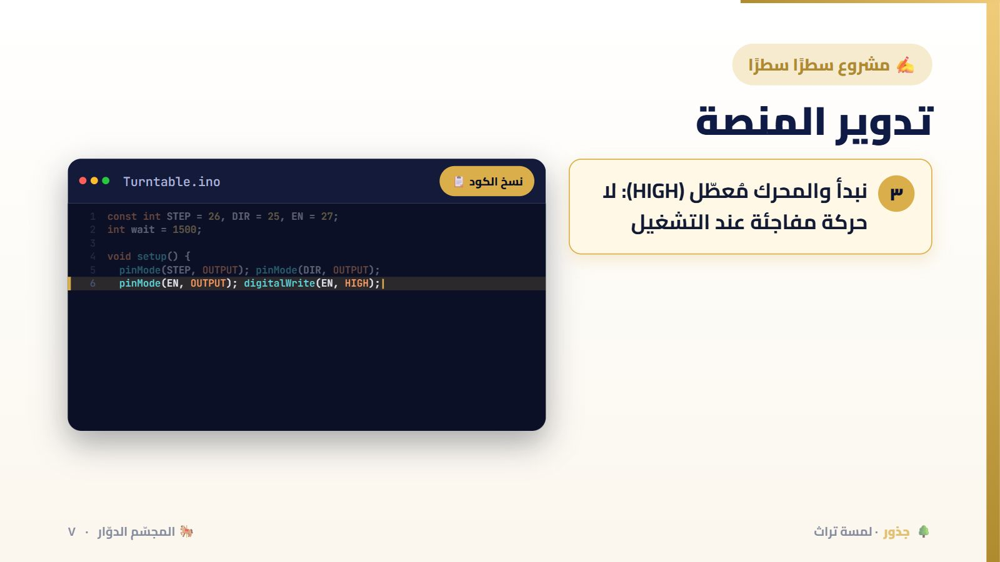 ✍️ مشروع سطرًا سطرًا
تدوير المنصة
٣
نبدأ والمحرك مُعطّل (HIGH): لا
حركة مفاجئة عند التشغيل
Turntable.ino
نسخ الكود 📋
1 const int STEP = 26, DIR = 25, EN = 27;
2 int wait = 1500;
3
4 void setup() {
5   pinMode(STEP, OUTPUT); pinMode(DIR, OUTPUT);
6   pinMode(EN, OUTPUT); digitalWrite(EN, HIGH);
🌳 جذور · لمسة تراث
🐫 المجسّم الدوّار · ٧